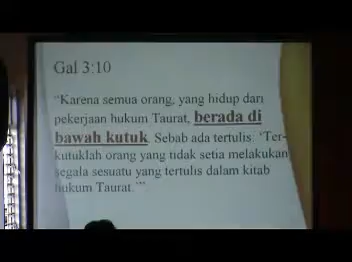 Gal 3:10
“Karena semua orang, yang hidup dari
pekerjaan hukum Taurat, berada di
bawah kutuk. Sebab ada tertulis: ‘Ter-
kutuklah orang yang tidak setia melakukan
segala sesuatu yang tertulis dalam kitab
hukum Taurat.’”